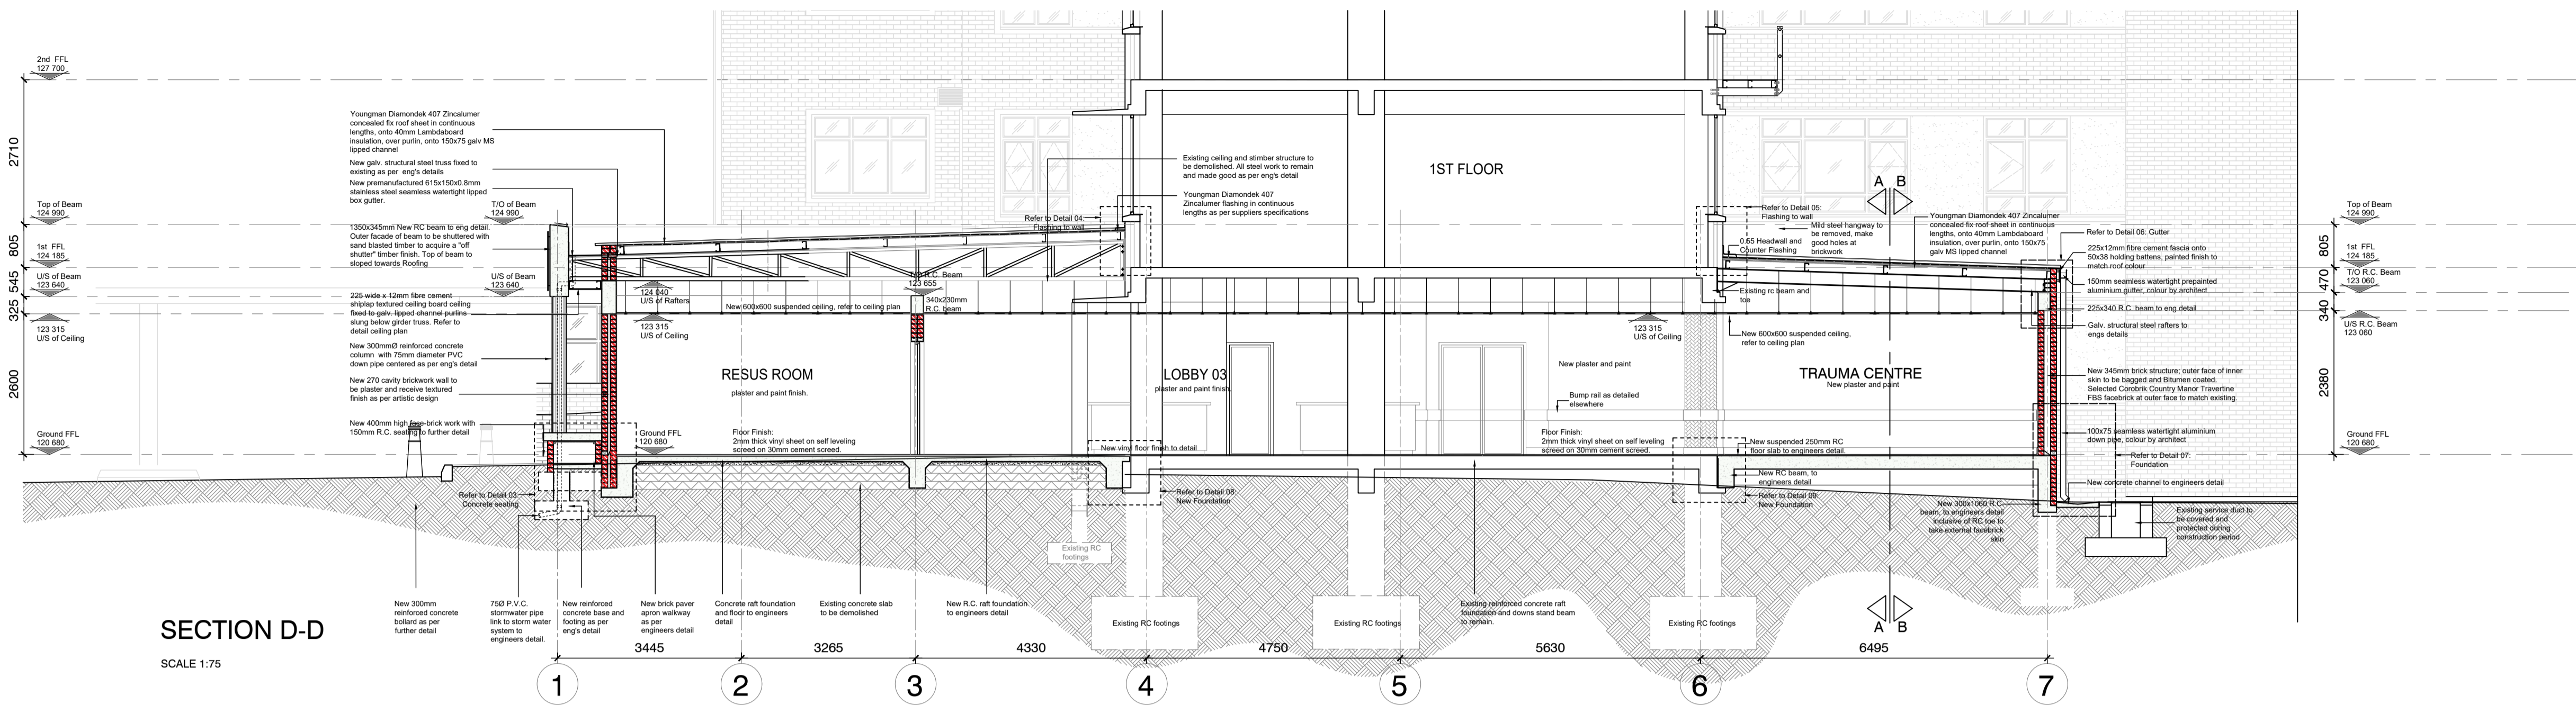 2nd  FFL
127 700
2710
Top of Beam
124 990
805
1st  FFL
124 185
545
U/S of Beam
123 640
325
123 315
U/S of Ceiling
2600
Ground FFL
120 680
Youngman Diamondek 407 Zincalumer
concealed fix roof sheet in continuous
lengths, onto 40mm Lambdaboard
insulation, over purlin, onto 150x75 galv MS
lipped channel
New galv. structural steel truss fixed to
existing as per  eng's details
New premanufactured 615x150x0.8mm
stainless steel seamless watertight lipped
box gutter.
T/O of Beam
124 990
1350x345mm New RC beam to eng detail.
Outer facade of beam to be shuttered with
sand blasted timber to acquire a "off
shutter" timber finish. Top of beam to
sloped towards Roofing
U/S of Beam
123 640
225 wide x 12mm fibre cement
shiplap textured ceiling board ceiling
fixed to galv. lipped channel purlins
slung below girder truss. Refer to
detail ceiling plan
New 300mmØ reinforced concrete
column  with 75mm diameter PVC
down pipe centered as per eng's detail
New 270 cavity brickwork wall to
be plaster and receive textured
finish as per artistic design
New 400mm high face-brick work with
150mm R.C. seating to further detail
Refer to Detail 03:
Concrete seating
124 040
U/S of Rafters
123 315
U/S of Ceiling
New 600x600 suspended ceiling, refer to ceiling plan
T/O R.C. Beam
123 655
340x230mm
R.C. beam
RESUS ROOM
plaster and paint finish.
Ground FFL
120 680
Floor Finish:
2mm thick vinyl sheet on self leveling
screed on 30mm cement screed.
Existing ceiling and stimber structure to
be demolished. All steel work to remain
and made good as per eng's detail
Youngman Diamondek 407
Zincalumer flashing in continuous
lengths as per suppliers specifications
Refer to Detail 04:
Flashing to wall
1ST FLOOR
LOBBY 03
plaster and paint finish.
New vinyl floor finish to detail
Refer to Detail 08:
New Foundation
Existing RC
footings
New plaster and paint
Bump rail as detailed
elsewhere
Floor Finish:
2mm thick vinyl sheet on self leveling
screed on 30mm cement screed.
123 315
U/S of Ceiling
Refer to Detail 05:
Flashing to wall
Mild steel hangway to
be removed, make
good holes at
brickwork
0.65 Headwall and
Counter Flashing
Existing rc beam and
toe
New 600x600 suspended ceiling,
refer to ceiling plan
A B
Youngman Diamondek 407 Zincalumer
concealed fix roof sheet in continuous
lengths, onto 40mm Lambdaboard
insulation, over purlin, onto 150x75
galv MS lipped channel
TRAUMA CENTRE
New plaster and paint
New suspended 250mm RC
floor slab to engineers detail.
New RC beam, to
engineers detail
Refer to Detail 09:
New Foundation
Refer to Detail 06: Gutter
225x12mm fibre cement fascia onto
50x38 holding battens, painted finish to
match roof colour
150mm seamless watertight prepainted
aluminium gutter, colour by architect
225x340 R.C. beam to eng detail
Galv. structural steel rafters to
engs details
New 345mm brick structure; outer face of inner
skin to be bagged and Bitumen coated.
Selected Corobrik Country Manor Travertine
FBS facebrick at outer face to match existing.
100x75 seamless watertight aluminium
down pipe, colour by architect
Refer to Detail 07:
Foundation
New concrete channel to engineers detail
New 300x1060 R.C
beam, to engineers detail
inclusive of RC toe to
take external facebrick
skin
Existing service duct to
be covered and
protected during
construction period
Top of Beam
124 990
805
1st  FFL
124 185
470
T/O R.C. Beam
123 060
340
U/S R.C. Beam
123 060
2380
Ground FFL
120 680
New 300mm
reinforced concrete
bollard as per
further detail
75Ø P.V.C.
stormwater pipe
link to storm water
system to
engineers detail.
New reinforced
concrete base and
footing as per
eng's detail
New brick paver
apron walkway
as per
engineers detail
Concrete raft foundation
and floor to engineers
detail
Existing concrete slab
to be demolished
New R.C. raft foundation
to engineers detail
Existing RC footings
Existing RC footings
Existing reinforced concrete raft
foundation and downs stand beam
to remain.
Existing RC footings
A B
SECTION D-D
SCALE 1:75
3445
3265
4330
4750
5630
6495
1
2
3
4
5
6
7